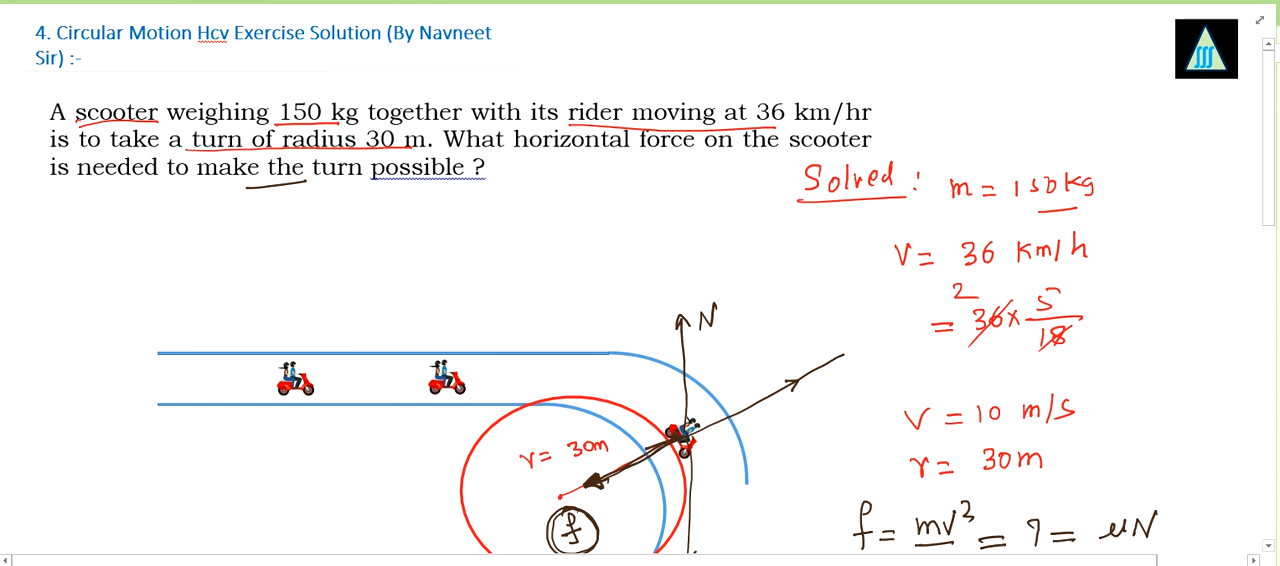 4. Circular Motion Hcv Exercise Solution (By Navneet
Sir) :-
A scooter weighing 150 kg together with its rider moving at 36 km/hr
is to take a turn of radius 30 m. What horizontal force on the scooter
is needed to make the turn possible ?
Solved : m = 150 kg
V = 36 Km/h
2
= 36 × 5
18
V = 10 m/s
r = 30m
N
r = 30m
f
f = mv² = ? = μN